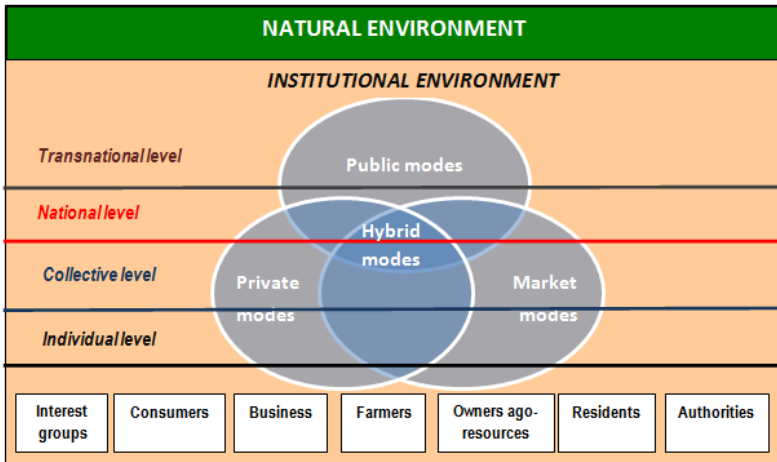 NATURAL ENVIRONMENT
INSTITUTIONAL ENVIRONMENT
Transnational level
Public modes
National level
Hybrid
modes
Collective level
Private
modes
Market
modes
Individual level
Interest
groups
Consumers
Business
Farmers
Owners ago-
resources
Residents
Authorities